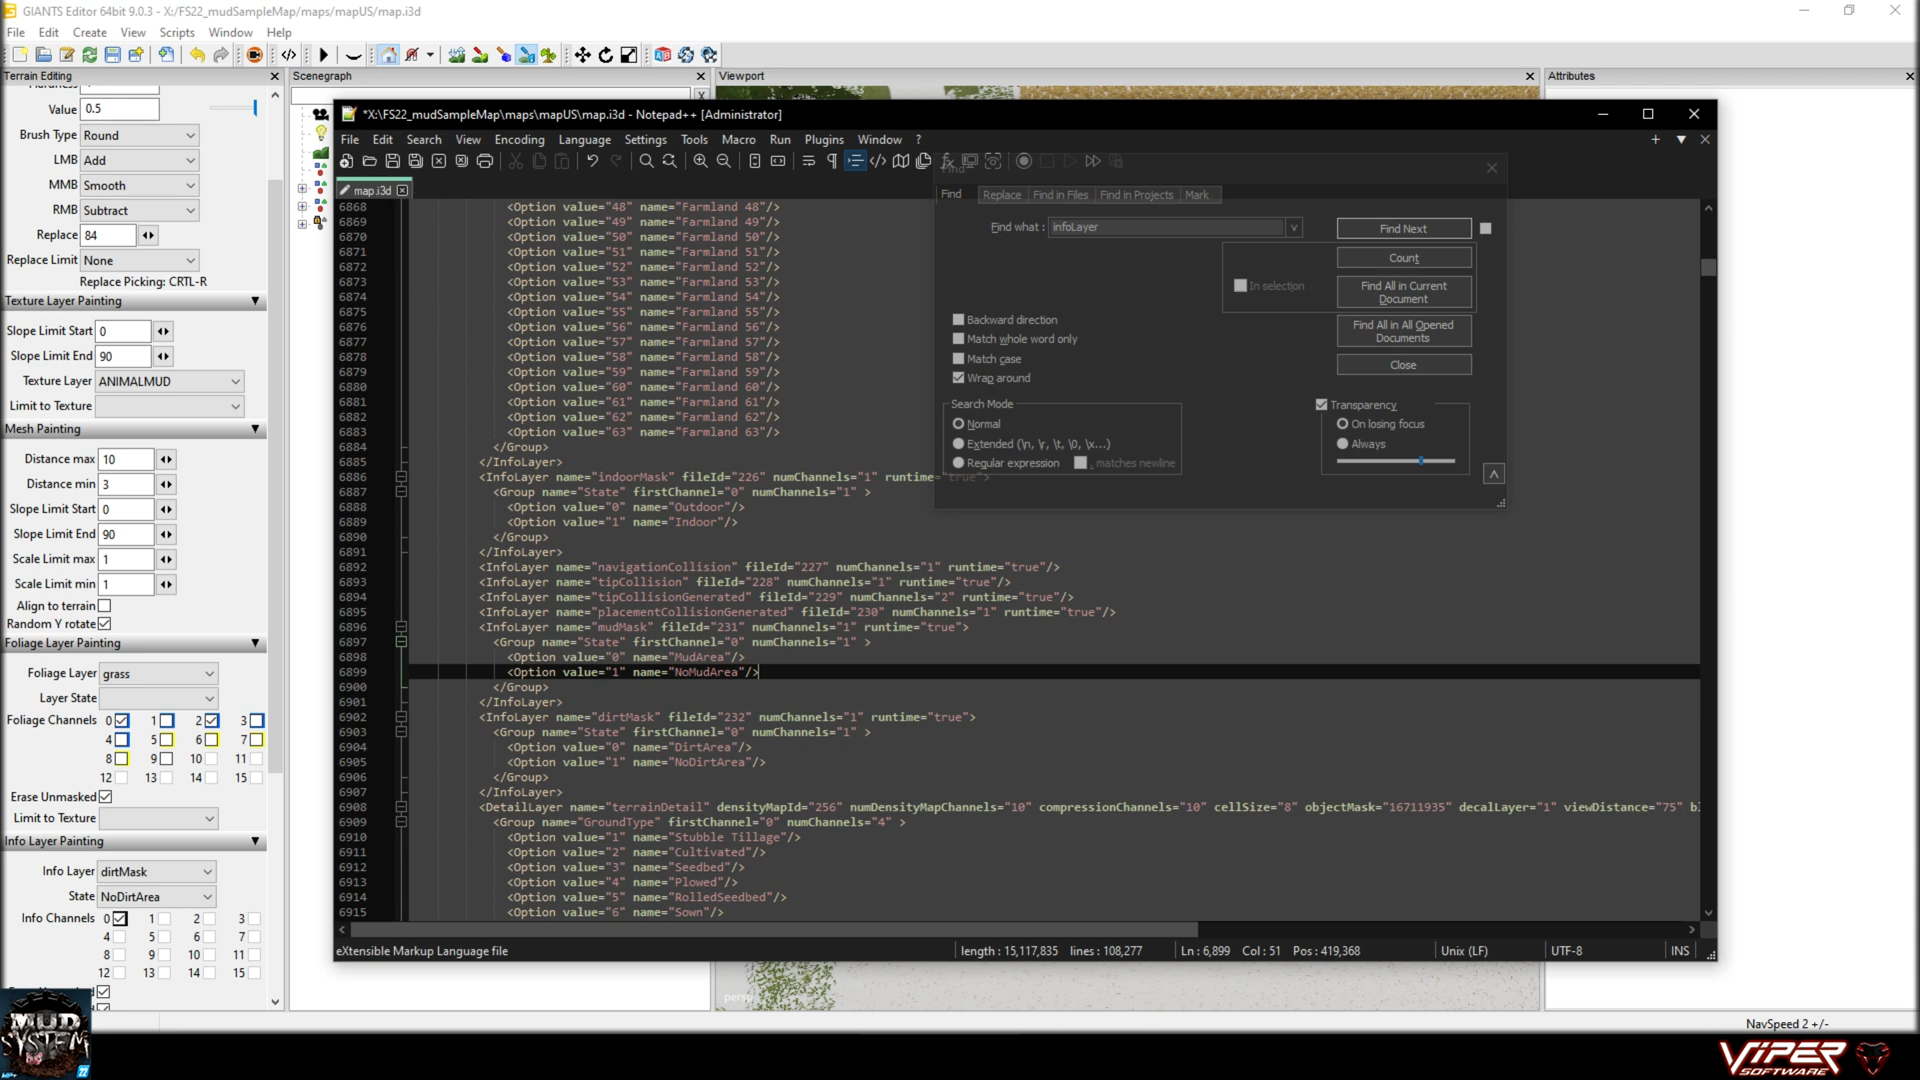 GIANTS Editor 64bit 9.0.3 - X:/FS22_mudSampleMap/maps/mapUS/map.i3d
File Edit Create View Scripts Window Help
Terrain Editing
Value 0.5
Brush Type Round
LMB Add
MMB Smooth
RMB Subtract
Replace 84
Replace Limit None
Replace Picking: CRTL-R
Texture Layer Painting
Slope Limit Start 0
Slope Limit End 90
Texture Layer ANIMALMUD
Limit to Texture
Mesh Painting
Distance max 10
Distance min 3
Slope Limit Start 0
Slope Limit End 90
Scale Limit max 1
Scale Limit min 1
Align to terrain
Random Y rotate
Foliage Layer Painting
Foliage Layer grass
Layer State
Foliage Channels 0 1 2 3
4 5 6 7
8 9 10 11
12 13 14 15
Erase Unmasked
Limit to Texture
Info Layer Painting
Info Layer dirtMask
State NoDirtArea
Info Channels 0 1 2 3
4 5 6 7
8 9 10 11
12 13 14 15
MUD
SYSTEM
22
Scenegraph
Viewport
Attributes
*X:\FS22_mudSampleMap\maps\mapUS\map.i3d - Notepad++ [Administrator]
File Edit Search View Encoding Language Settings Tools Macro Run Plugins Window ?
map.i3d
6868 <Option value="48" name="Farmland 48"/>
6869 <Option value="49" name="Farmland 49"/>
6870 <Option value="50" name="Farmland 50"/>
6871 <Option value="51" name="Farmland 51"/>
6872 <Option value="52" name="Farmland 52"/>
6873 <Option value="53" name="Farmland 53"/>
6874 <Option value="54" name="Farmland 54"/>
6875 <Option value="55" name="Farmland 55"/>
6876 <Option value="56" name="Farmland 56"/>
6877 <Option value="57" name="Farmland 57"/>
6878 <Option value="58" name="Farmland 58"/>
6879 <Option value="59" name="Farmland 59"/>
6880 <Option value="60" name="Farmland 60"/>
6881 <Option value="61" name="Farmland 61"/>
6882 <Option value="62" name="Farmland 62"/>
6883 <Option value="63" name="Farmland 63"/>
6884 </Group>
6885 </InfoLayer>
6886 <InfoLayer name="indoorMask" fileId="226" numChannels="1" runtime="true">
6887 <Group name="State" firstChannel="0" numChannels="1" >
6888 <Option value="0" name="Outdoor"/>
6889 <Option value="1" name="Indoor"/>
6890 </Group>
6891 </InfoLayer>
6892 <InfoLayer name="navigationCollision" fileId="227" numChannels="1" runtime="true"/>
6893 <InfoLayer name="tipCollision" fileId="228" numChannels="1" runtime="true"/>
6894 <InfoLayer name="tipCollisionGenerated" fileId="229" numChannels="2" runtime="true"/>
6895 <InfoLayer name="placementCollisionGenerated" fileId="230" numChannels="1" runtime="true"/>
6896 <InfoLayer name="mudMask" fileId="231" numChannels="1" runtime="true">
6897 <Group name="State" firstChannel="0" numChannels="1" >
6898 <Option value="0" name="MudArea"/>
6899 <Option value="1" name="NoMudArea"/>
6900 </Group>
6901 </InfoLayer>
6902 <InfoLayer name="dirtMask" fileId="232" numChannels="1" runtime="true">
6903 <Group name="State" firstChannel="0" numChannels="1" >
6904 <Option value="0" name="DirtArea"/>
6905 <Option value="1" name="NoDirtArea"/>
6906 </Group>
6907 </InfoLayer>
6908 <DetailLayer name="terrainDetail" densityMapId="256" numDensityMapChannels="10" compressionChannels="10" cellSize="8" objectMask="16711935" decalLayer="1" viewDistance="75" bl
6909 <Group name="GroundType" firstChannel="0" numChannels="4" >
6910 <Option value="1" name="Stubble Tillage"/>
6911 <Option value="2" name="Cultivated"/>
6912 <Option value="3" name="Seedbed"/>
6913 <Option value="4" name="Plowed"/>
6914 <Option value="5" name="RolledSeedbed"/>
6915 <Option value="6" name="Sown"/>
Find
Find Replace Find in Files Find in Projects Mark
Find what : infoLayer
Find Next
Count
In selection
Find All in Current Document
Find All in All Opened Documents
Close
Backward direction
Match whole word only
Match case
Wrap around
Search Mode
Normal
Extended (\n, \r, \t, \0, \x...)
Regular expression . matches newline
Transparency
On losing focus
Always
eXtensible Markup Language file length : 15,117,835 lines : 108,277 Ln : 6,899 Col : 51 Pos : 419,368 Unix (LF) UTF-8 INS
persp
NavSpeed 2 +/-
VIPER
SOFTWARE